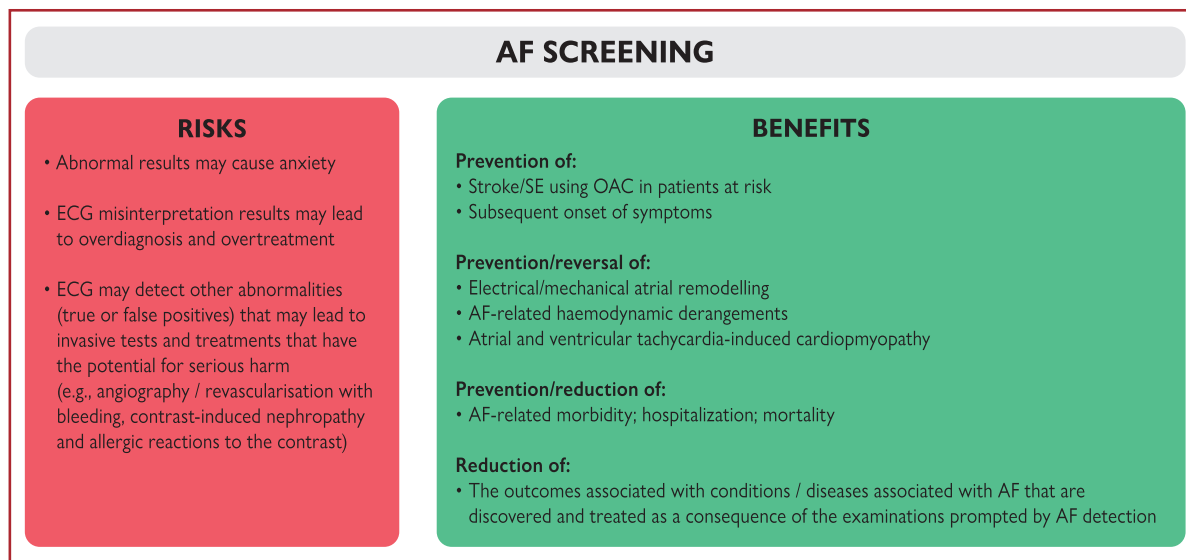 AF SCREENING
RISKS
• Abnormal results may cause anxiety
• ECG misinterpretation results may lead
to overdiagnosis and overtreatment
• ECG may detect other abnormalities
(true or false positives) that may lead to
invasive tests and treatments that have
the potential for serious harm
(e.g., angiography / revascularisation with
bleeding, contrast-induced nephropathy
and allergic reactions to the contrast)
BENEFITS
Prevention of:
• Stroke/SE using OAC in patients at risk
• Subsequent onset of symptoms
Prevention/reversal of:
• Electrical/mechanical atrial remodelling
• AF-related haemodynamic derangements
• Atrial and ventricular tachycardia-induced cardiopmyopathy
Prevention/reduction of:
• AF-related morbidity; hospitalization; mortality
Reduction of:
• The outcomes associated with conditions / diseases associated with AF that are
discovered and treated as a consequence of the examinations prompted by AF detection